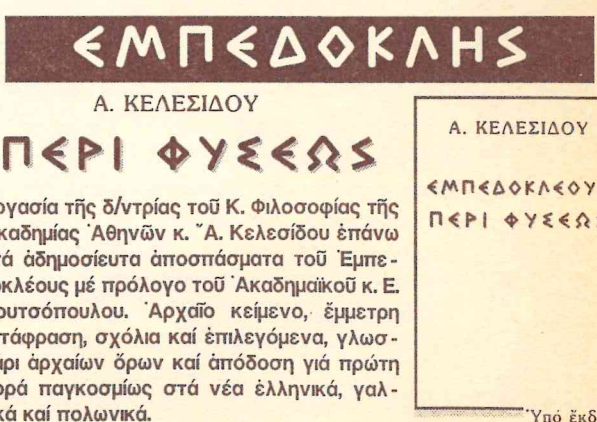 ΕΜΠΕΔΟΚΛΗΣ
Α. ΚΕΛΕΣΙΔΟΥ
ΠΕΡΙ ΦΥΣΕΩΣ
ργασία τῆς δ/ντρίας τοῦ Κ. Φιλοσοφίας τῆς
καδημίας Ἀθηνῶν κ. Ἄ. Κελεσίδου ἐπάνω
τά ἀδημοσίευτα ἀποσπάσματα τοῦ Ἐμπε-
οκλέους μέ πρόλογο τοῦ Ἀκαδημαϊκοῦ κ. Ε.
ουτσόπουλου. Ἀρχαῖο κείμενο, ἔμμετρη
τάφραση, σχόλια καί ἐπιλεγόμενα, γλωσ-
άρι ἀρχαίων ὅρων καί ἀπόδοση γιά πρώτη
ορά παγκοσμίως στά νέα ἑλληνικά, γαλ-
κά καί πολωνικά.
Α. ΚΕΛΕΣΙΔΟΥ
ΕΜΠΕΔΟΚΛΕΟΥ
ΠΕΡΙ ΦΥΣΕΩ
Ὑπό ἔκδ